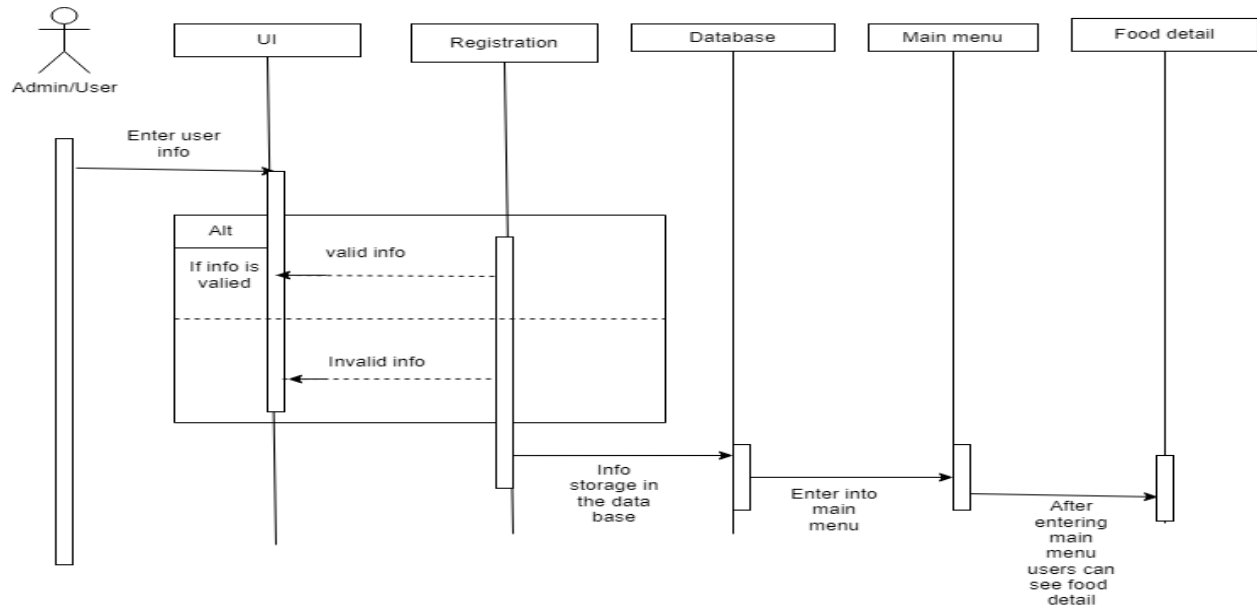 Admin/User
UI
Registration
Database
Main menu
Food detail
Enter user
info
Alt
If info is
valied
valid info
Invalid info
Info
storage in
the data
base
Enter into
main
menu
After
entering
main
menu
users can
see food
detail